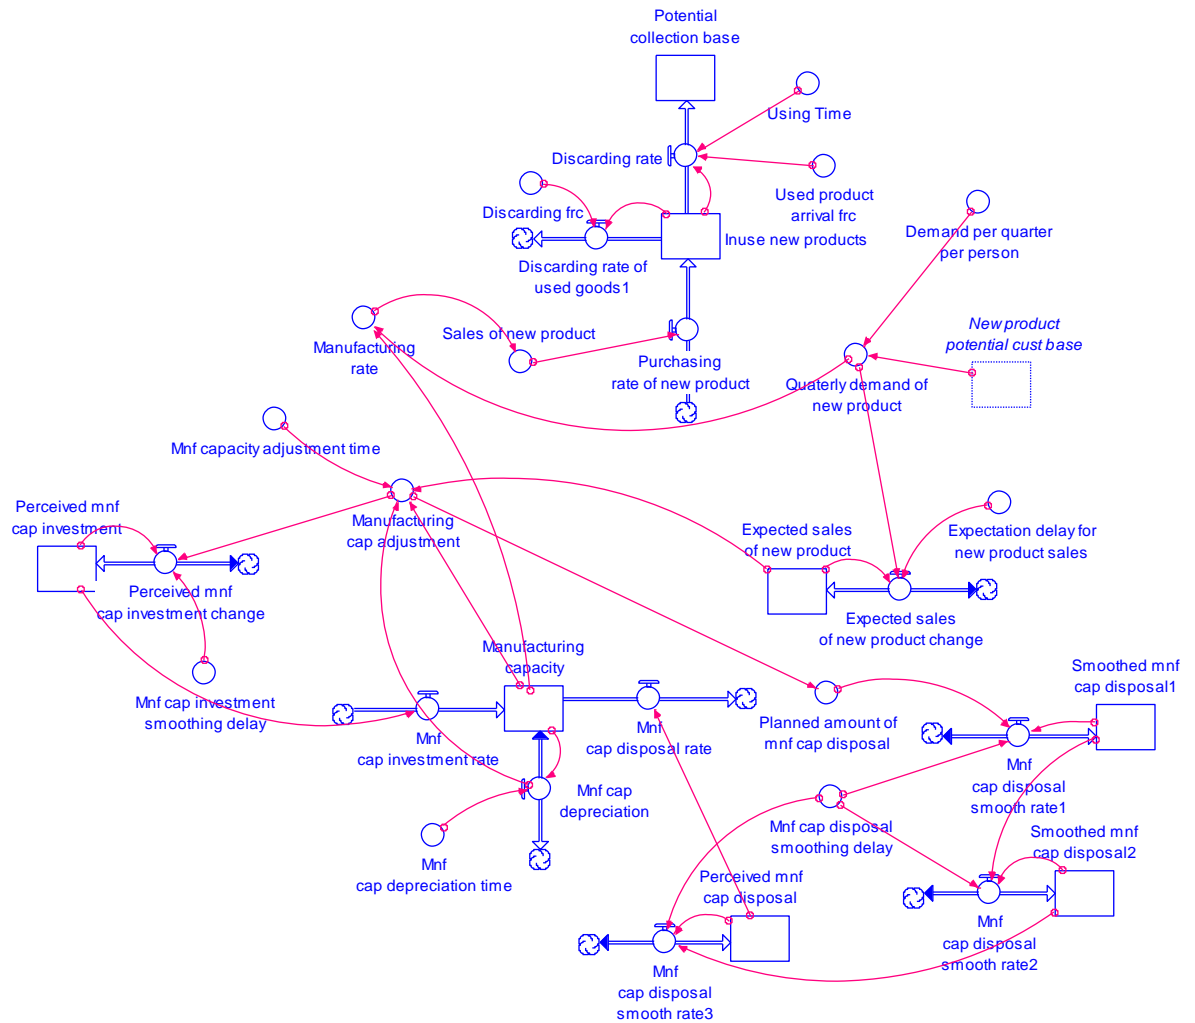 Potential
collection base
Using Time
Discarding rate
Used product
arrival frc
Discarding frc
Inuse new products
Demand per quarter
per person
Discarding rate of
used goods1
Sales of new product
Manufacturing
rate
New product
potential cust base
Purchasing
rate of new product
Quaterly demand of
new product
Mnf capacity adjustment time
Perceived mnf
cap investment
Manufacturing
cap adjustment
Expected sales
of new product
Expectation delay for
new product sales
Perceived mnf
cap investment change
Expected sales
of new product change
Manufacturing
capacity
Smoothed mnf
cap disposal1
Mnf cap investment
smoothing delay
Mnf
cap investment rate
Mnf
cap disposal rate
Planned amount of
mnf cap disposal
Mnf
cap disposal
smooth rate1
Mnf cap
depreciation
Mnf cap disposal
smoothing delay
Smoothed mnf
cap disposal2
Mnf
cap depreciation time
Perceived mnf
cap disposal
Mnf
cap disposal
smooth rate2
Mnf
cap disposal
smooth rate3